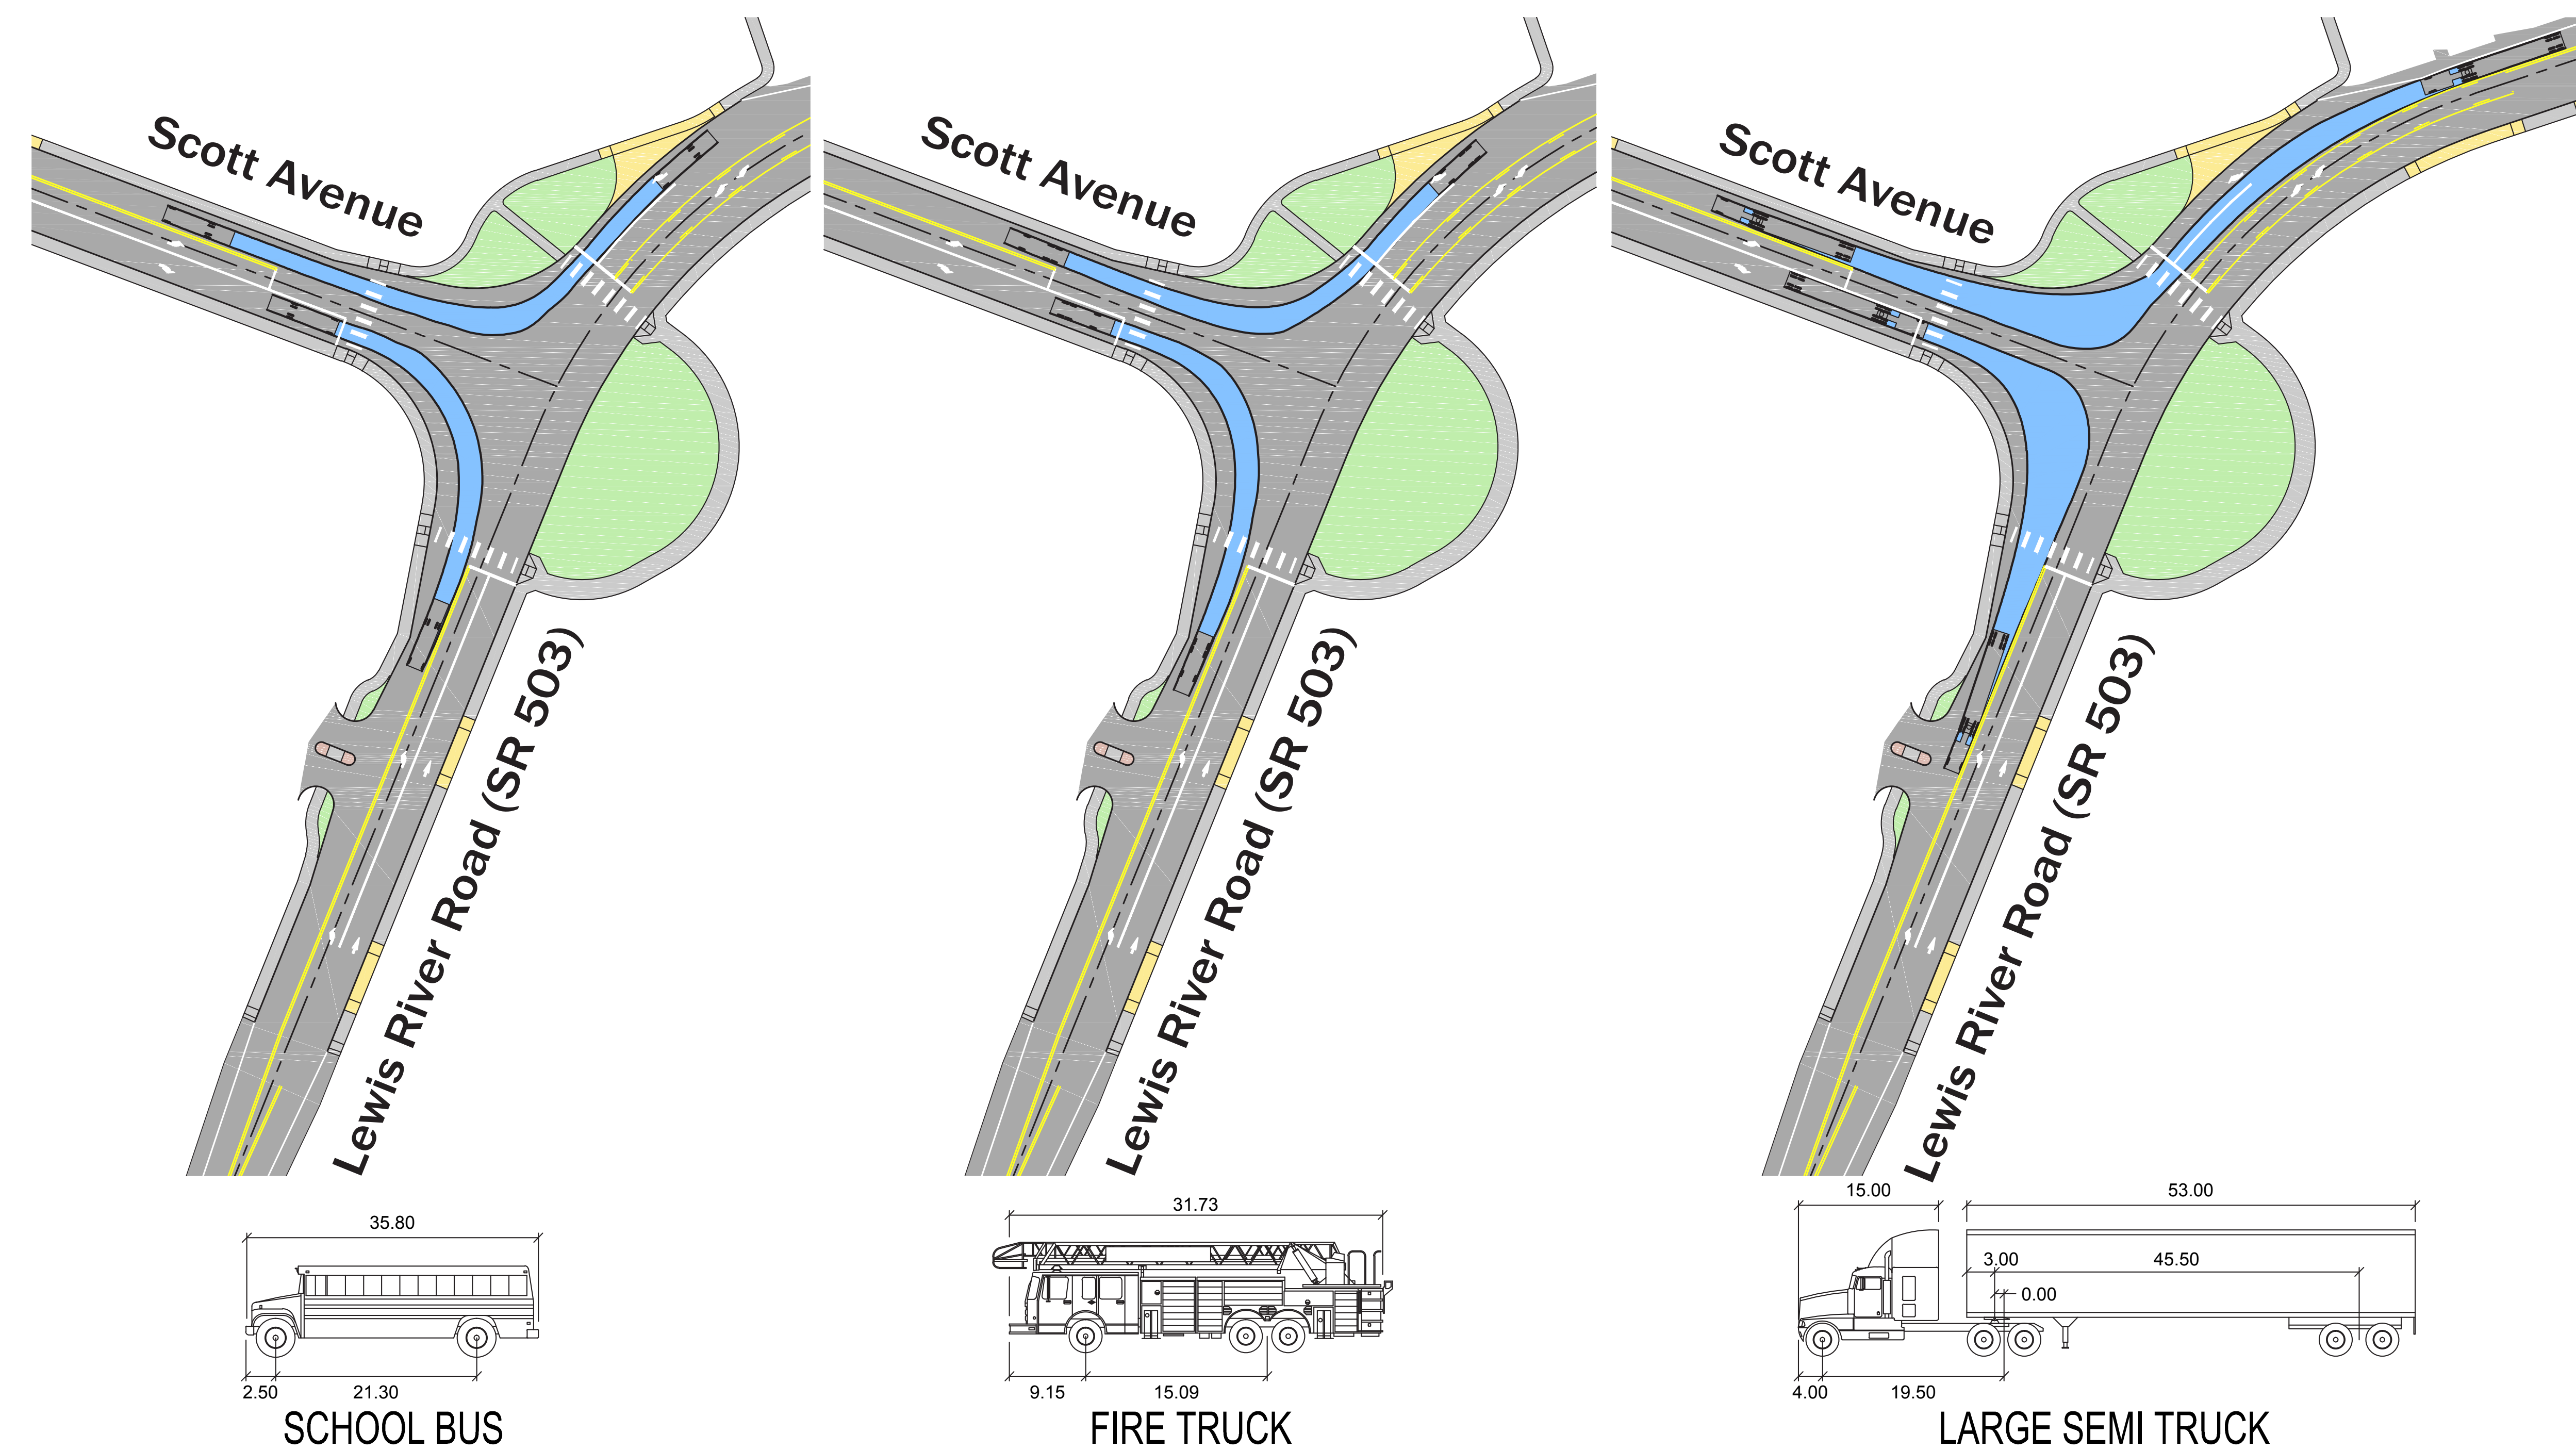 Scott Avenue
Lewis River Road (SR 503)
35.80
2.50
21.30
SCHOOL BUS
Scott Avenue
Lewis River Road (SR 503)
31.73
9.15
15.09
FIRE TRUCK
Scott Avenue
Lewis River Road (SR 503)
15.00
53.00
3.00
45.50
0.00
4.00
19.50
LARGE SEMI TRUCK